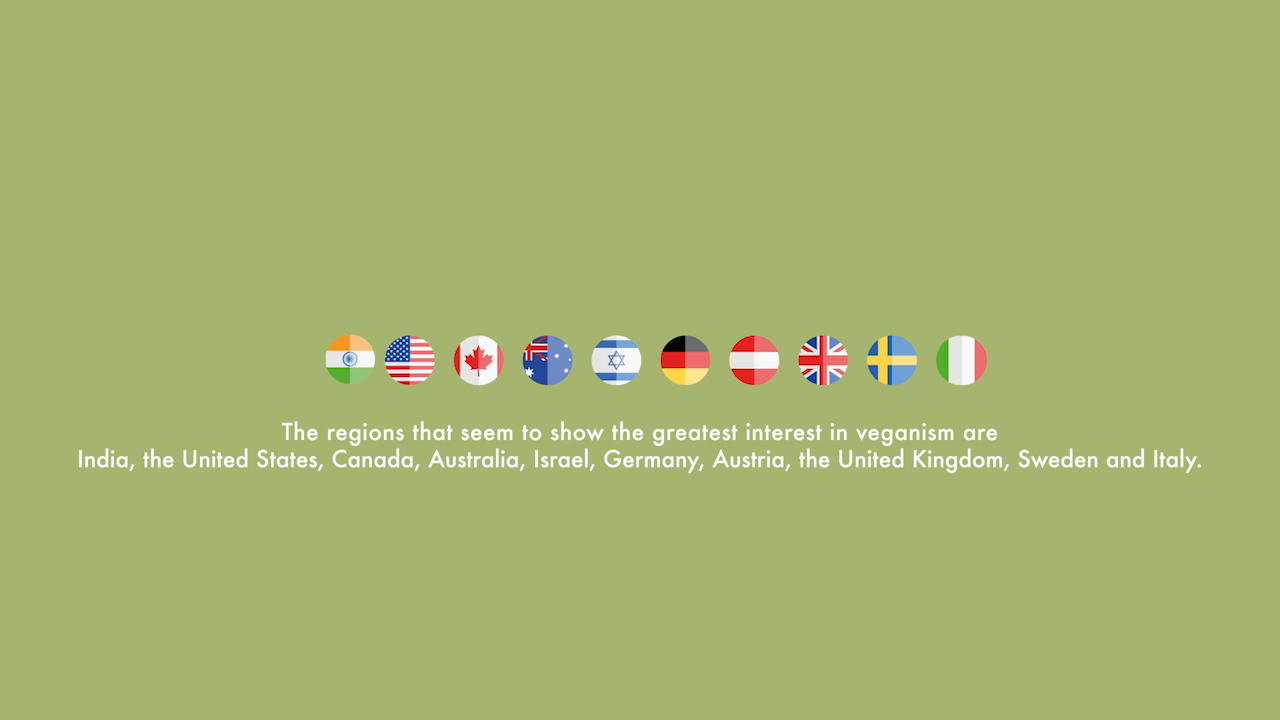 The regions that seem to show the greatest interest in veganism are
India, the United States, Canada, Australia, Israel, Germany, Austria, the United Kingdom, Sweden and Italy.